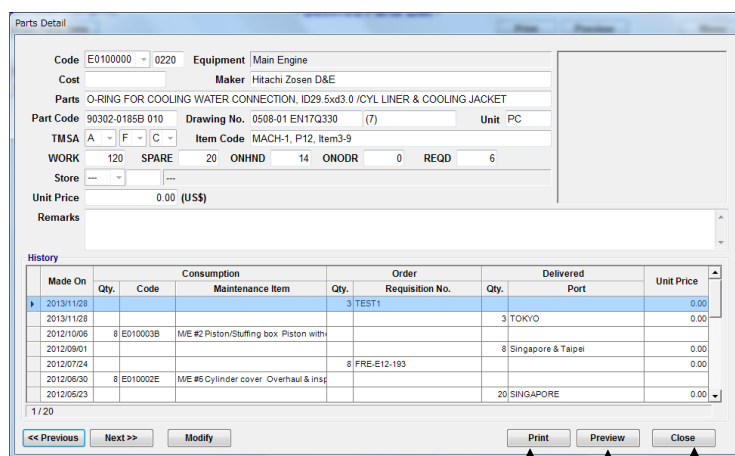 Parts Detail
Code E0100000 0220 Equipment Main Engine
Cost Maker Hitachi Zosen D&E
Parts O-RING FOR COOLING WATER CONNECTION, ID29.5xd3.0 /CYL LINER & COOLING JACKET
Part Code 90302-0185B 010 Drawing No. 0508-01 EN17Q330 (7) Unit PC
TMSA A F C Item Code MACH-1, P12, Item3-9
WORK 120 SPARE 20 ONHND 14 ONODR 0 REQD 6
Store --- ---
Unit Price 0.00 (US$)
Remarks
History
Made On Consumption Order Delivered Unit Price
Qty. Code Maintenance Item Qty. Requisition No. Qty. Port
2013/11/28 3 TEST1 0.00
2013/11/28 3 TOKYO 0.00
2012/10/06 8 E010003B M/E #2 Piston/Stuffing box Piston with
2012/09/01 8 Singapore & Taipei 0.00
2012/07/24 8 FRE-E12-193 0.00
2012/06/30 8 E010002E M/E #6 Cylinder cover Overhaul & insp
2012/05/23 20 SINGAPORE 0.00
1 / 20
<< Previous Next >> Modify Print Preview Close